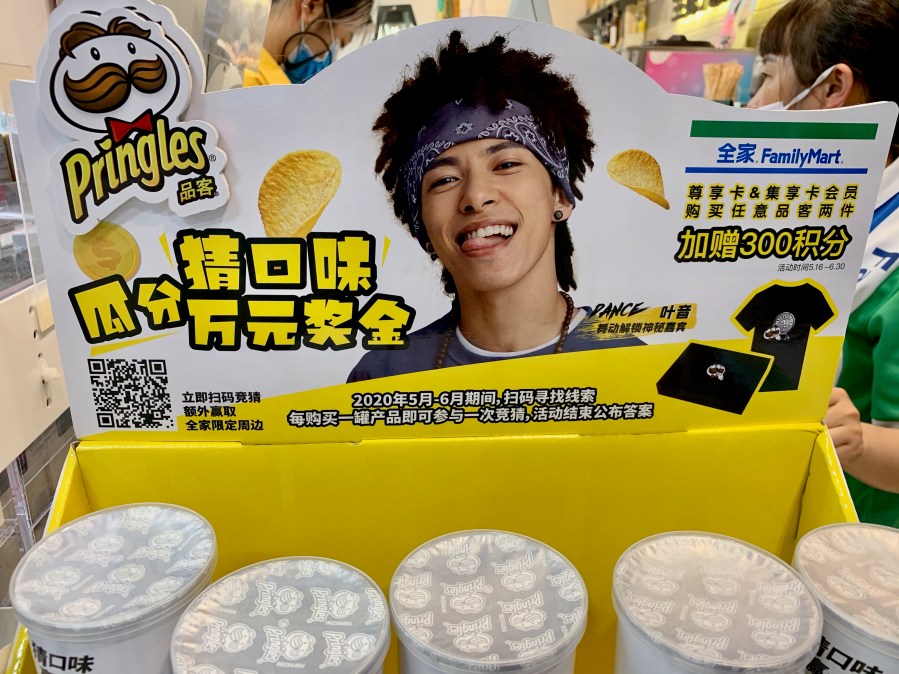 Pringles
品客
猜口味
瓜分万元奖金
全家 FamilyMart
尊享卡&集享卡会员
购买任意品客两件
加赠300积分
活动时间5.16-6.30
DANCE 叶音
舞动解锁神秘嘉宾
立即扫码竞猜
额外赢取
全家限定周边
2020年5月-6月期间,扫码寻找线索
每购买一罐产品即可参与一次竞猜,活动结束公布答案
Pringles
Pringles
Pringles
猜口味
猜口味